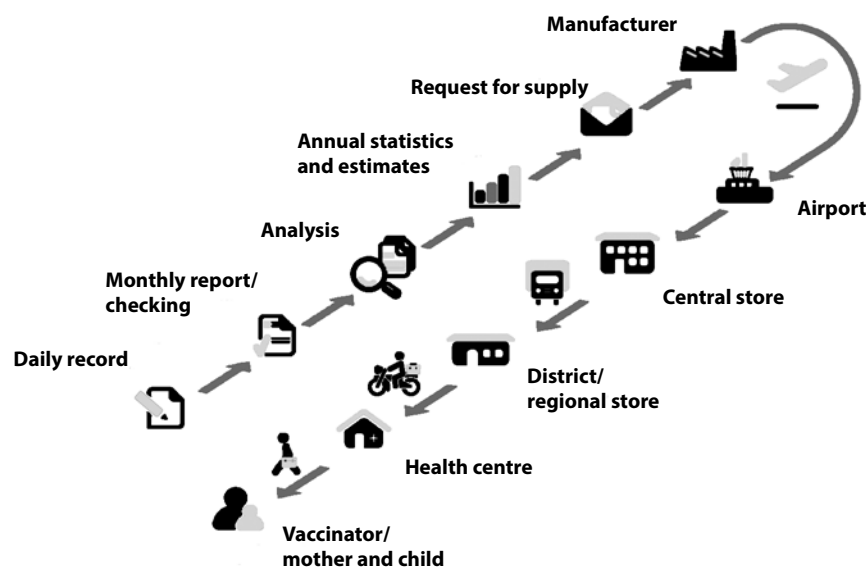 Manufacturer
Request for supply
Annual statistics
and estimates
Analysis
Monthly report/
checking
Daily record
Airport
Central store
District/
regional store
Health centre
Vaccinator/
mother and child